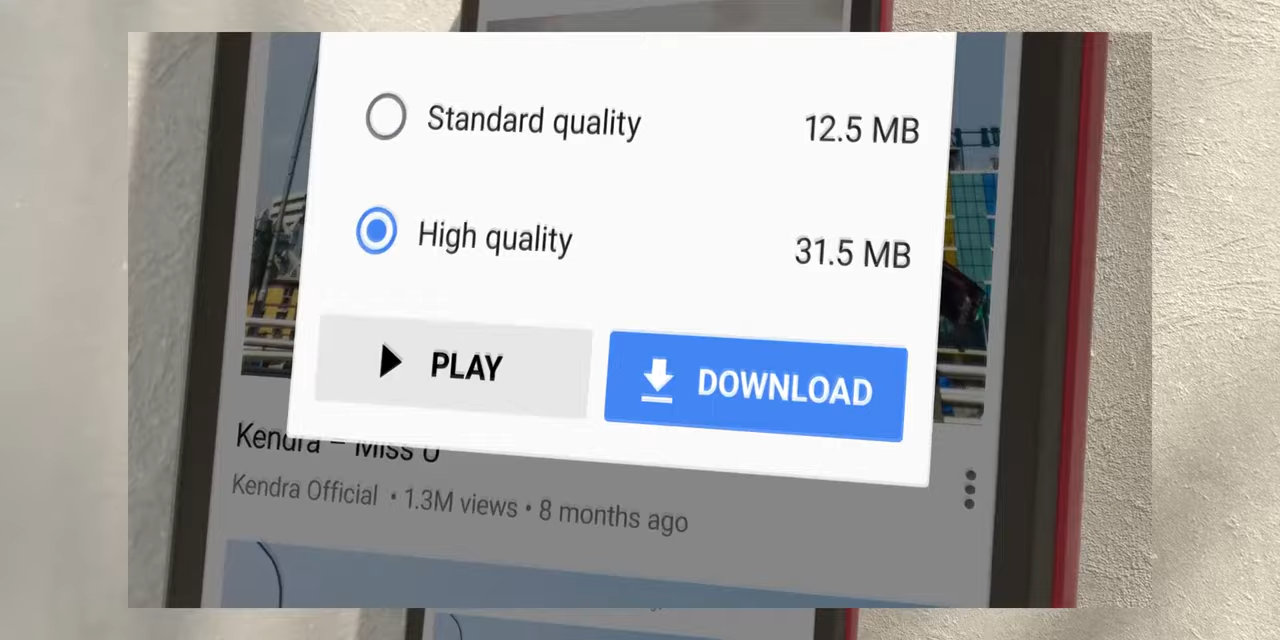 Standard quality 12.5 MB
High quality 31.5 MB
PLAY DOWNLOAD
Kendra – Miss U
Kendra Official • 1.3M views • 8 months ago